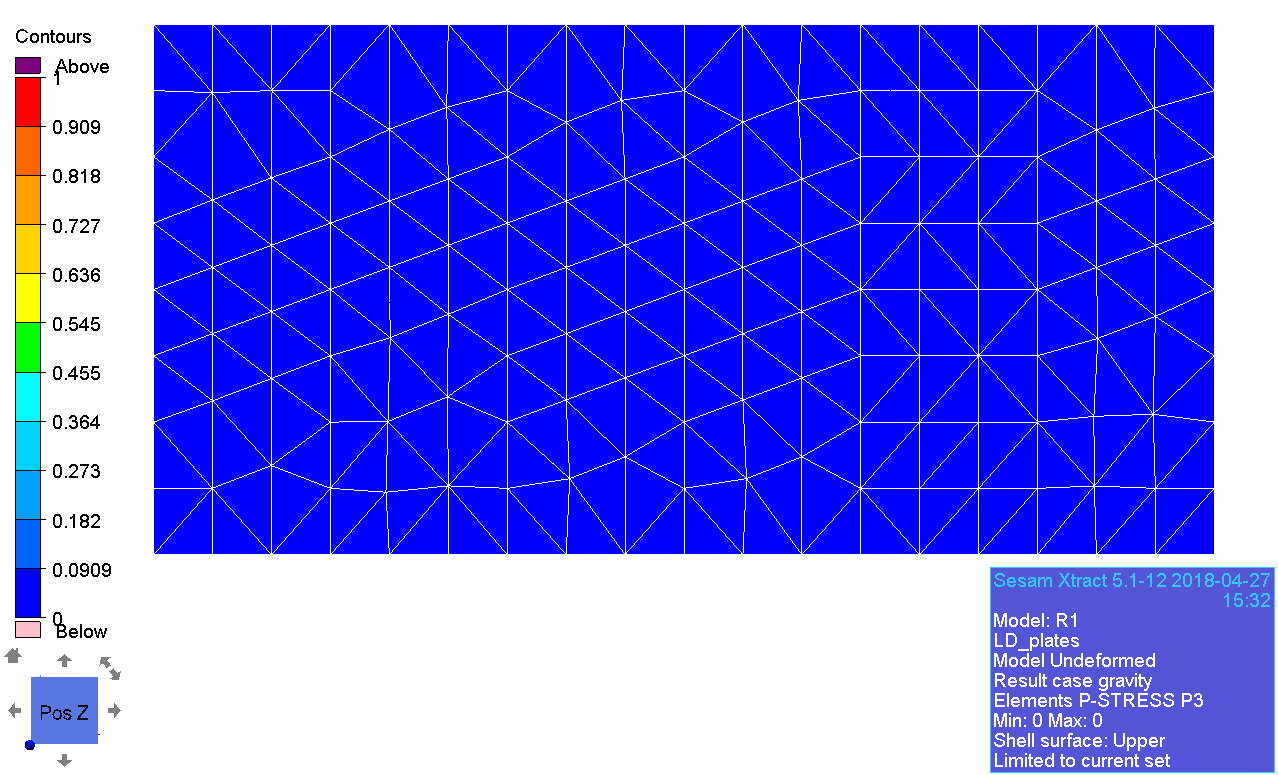 Contours
Above
1
0.909
0.818
0.727
0.636
0.545
0.455
0.364
0.273
0.182
0.0909
0
Below
Pos Z
Sesam Xtract 5.1-12 2018-04-27
15:32
Model: R1
LD_plates
Model Undeformed
Result case gravity
Elements P-STRESS P3
Min: 0 Max: 0
Shell surface: Upper
Limited to current set